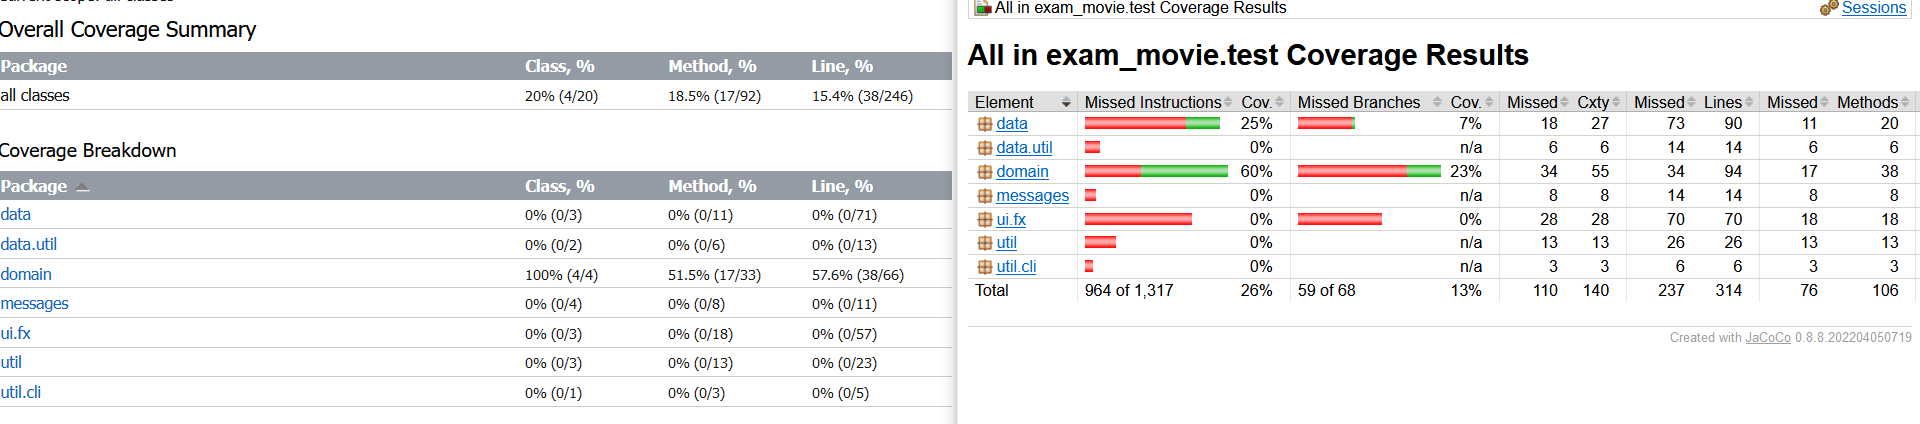 Overall Coverage Summary
Package Class, % Method, % Line, %
all classes 20% (4/20) 18.5% (17/92) 15.4% (38/246)
Coverage Breakdown
Package Class, % Method, % Line, %
data 0% (0/3) 0% (0/11) 0% (0/71)
data.util 0% (0/2) 0% (0/6) 0% (0/13)
domain 100% (4/4) 51.5% (17/33) 57.6% (38/66)
messages 0% (0/4) 0% (0/8) 0% (0/11)
ui.fx 0% (0/3) 0% (0/18) 0% (0/57)
util 0% (0/3) 0% (0/13) 0% (0/23)
util.cli 0% (0/1) 0% (0/3) 0% (0/5)
All in exam_movie.test Coverage Results Sessions
All in exam_movie.test Coverage Results
Element Missed Instructions Cov. Missed Branches Cov. Missed Cxty Missed Lines Missed Methods
data 25% 7% 18 27 73 90 11 20
data.util 0% n/a 6 6 14 14 6 6
domain 60% 23% 34 55 34 94 17 38
messages 0% n/a 8 8 14 14 8 8
ui.fx 0% 0% 28 28 70 70 18 18
util 0% n/a 13 13 26 26 13 13
util.cli 0% n/a 3 3 6 6 3 3
Total 964 of 1,317 26% 59 of 68 13% 110 140 237 314 76 106
Created with JaCoCo 0.8.8.202204050719